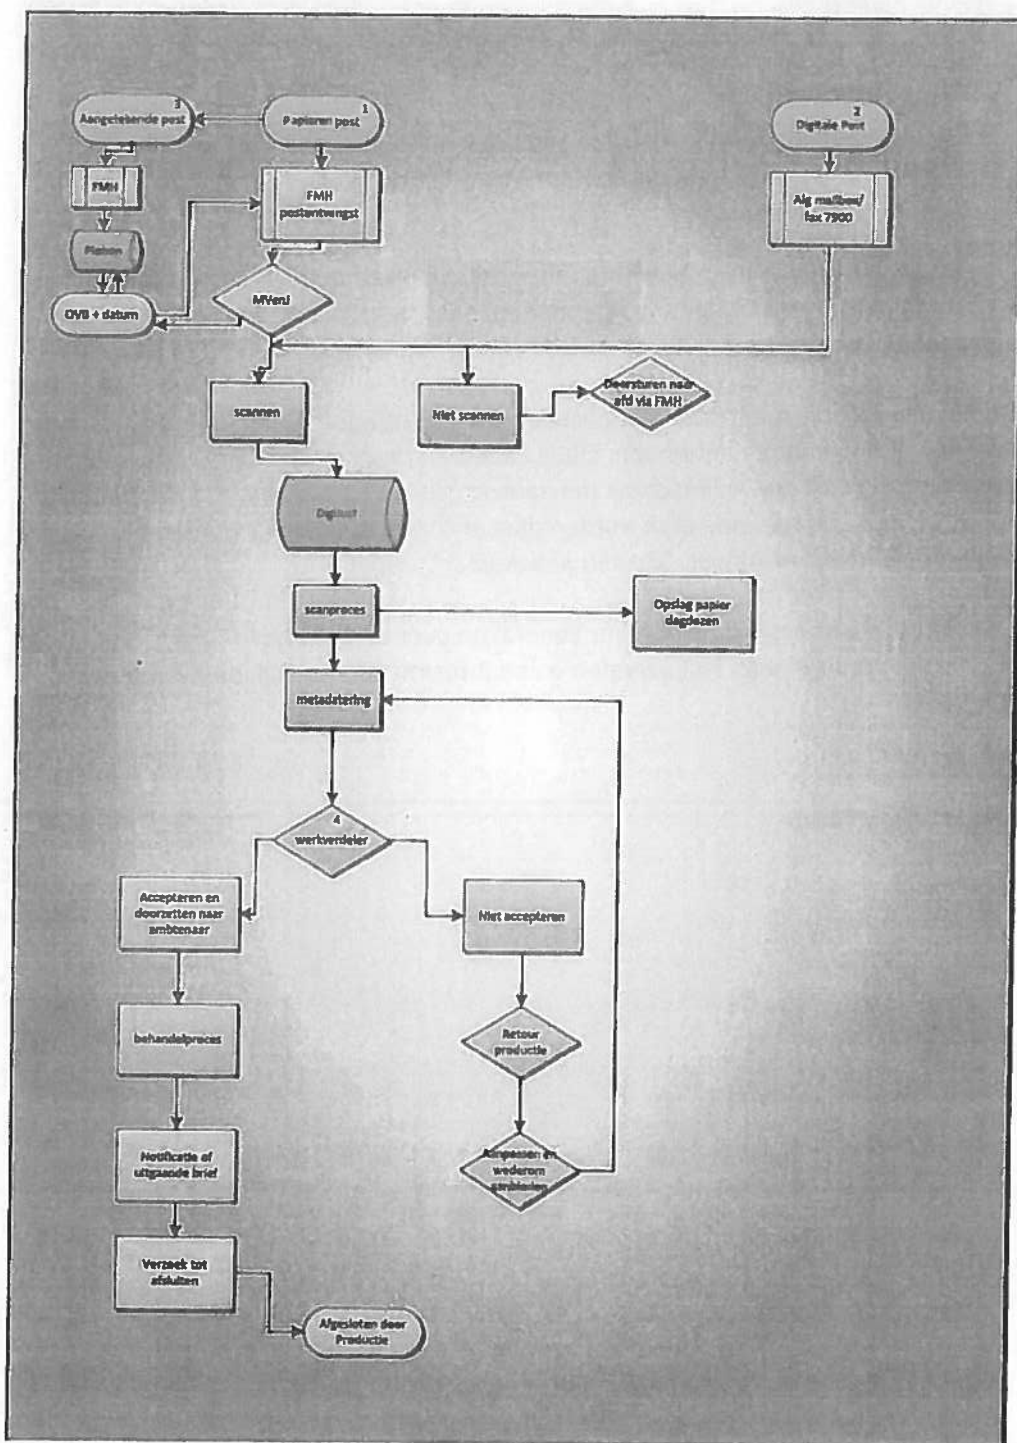 3
Aangetekende post
1
Papieren post
2
Digitale Post
FMH
FMH
postontvangst
Alg mailbox/
fax 7900
OVB + datum
MVenJ
scannen
Niet scannen
Doorsturen naar
afd via FMH
Digijust
scanproces
Opslag papier
dagdozen
metadatering
4
werkverdeler
Accepteren en
doorzetten naar
ambtenaar
Niet accepteren
behandelproces
Retour
productie
Notificatie of
uitgaande brief
Aanpassen en
wederom
aanbieden
Verzoek tot
afsluiten
Afgesloten door
Productie